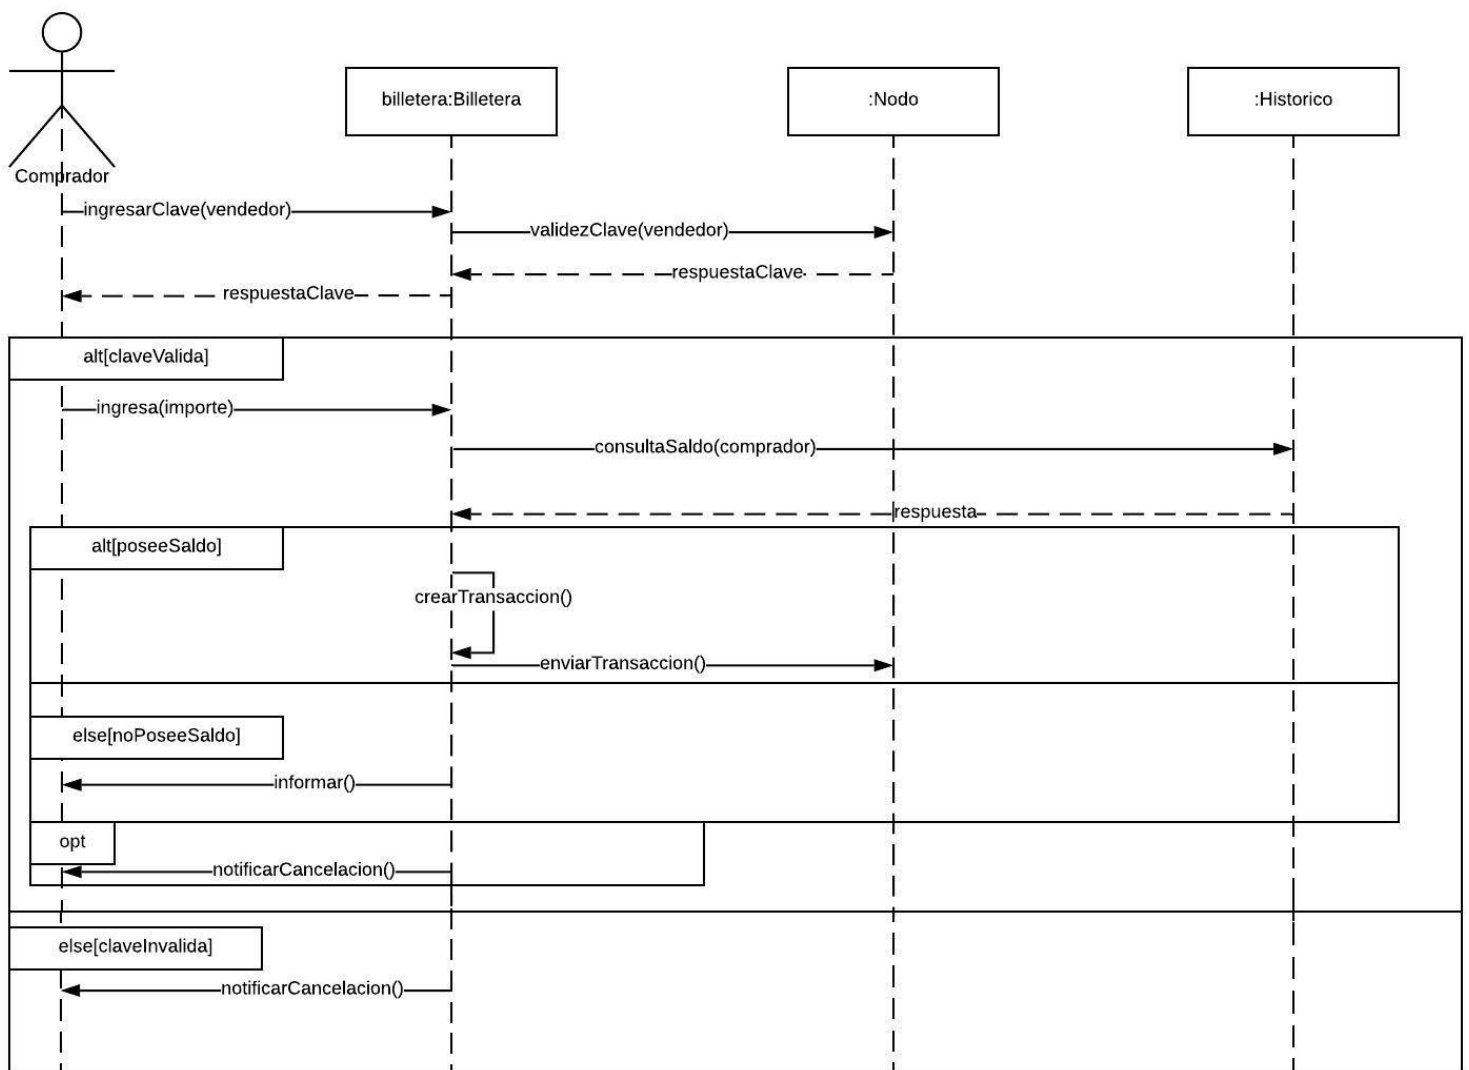 billetera:Billetera
:Nodo
:Historico
Comprador
ingresarClave(vendedor)
validezClave(vendedor)
respuestaClave
respuestaClave
alt[claveValida]
ingresa(importe)
consultaSaldo(comprador)
respuesta
alt[poseeSaldo]
crearTransaccion()
enviarTransaccion()
else[noPoseeSaldo]
informar()
opt
notificarCancelacion()
else[claveInvalida]
notificarCancelacion()